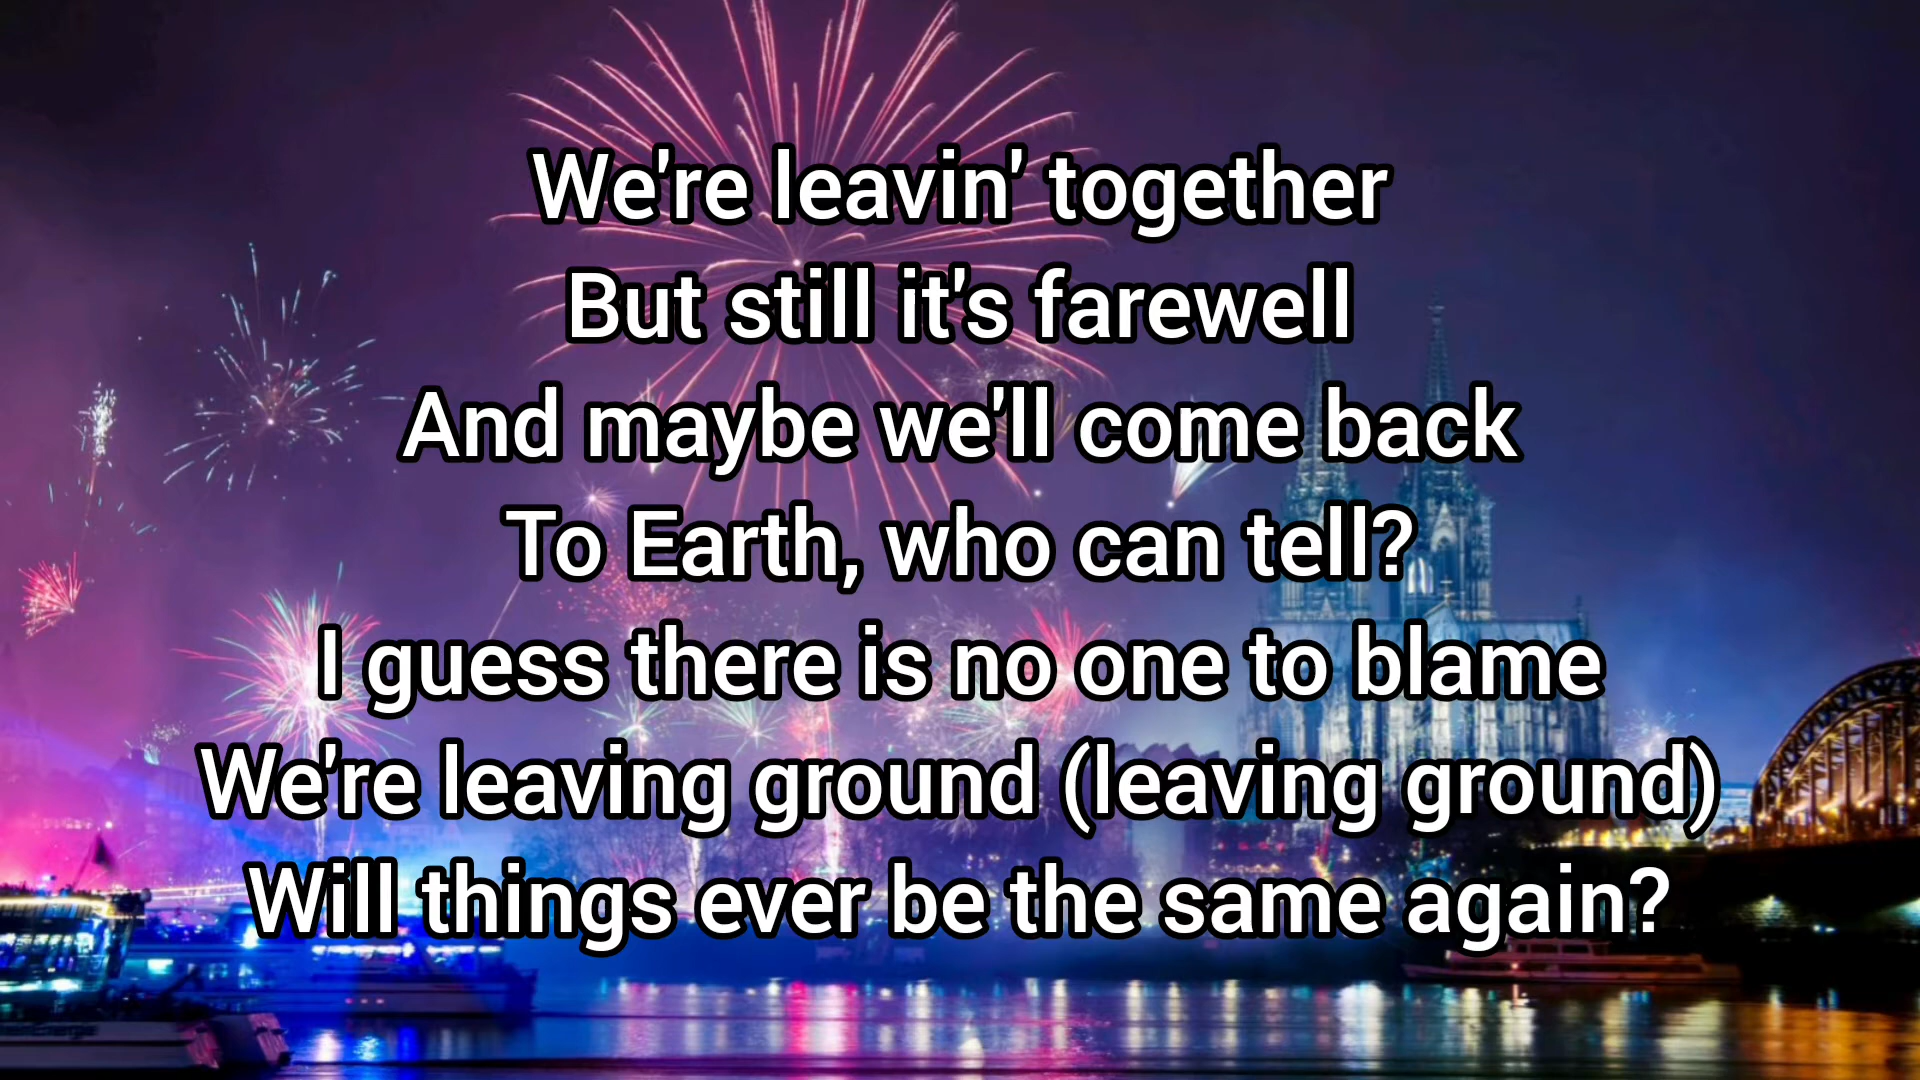 We're leavin' together
But still it's farewell
And maybe we'll come back
To Earth, who can tell?
I guess there is no one to blame
We're leaving ground (leaving ground)
Will things ever be the same again?